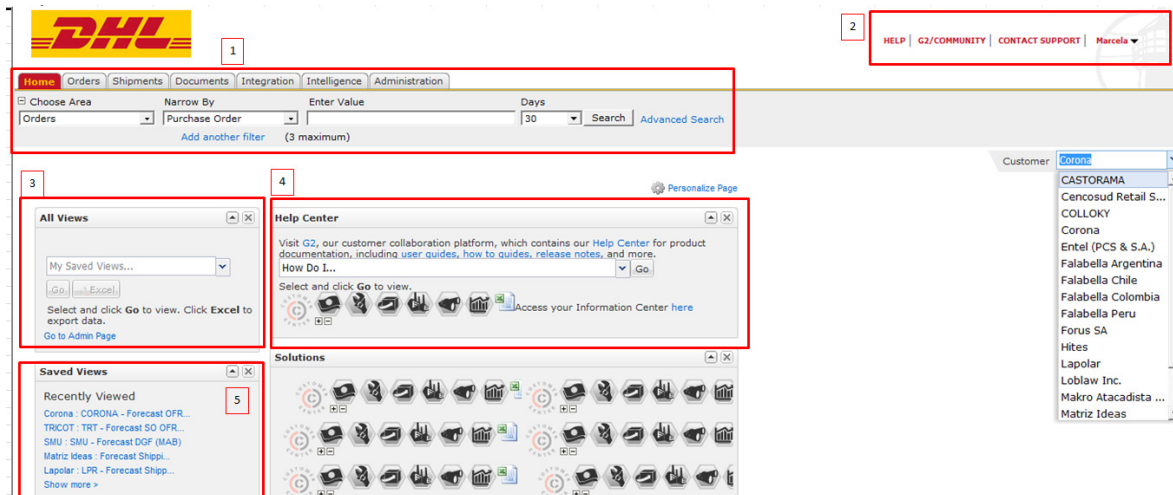 DHL
1
2
HELP | G2/COMMUNITY | CONTACT SUPPORT | Marcela
Home Orders Shipments Documents Integration Intelligence Administration
Choose Area Narrow By Enter Value Days
Orders Purchase Order 30 Search Advanced Search
Add another filter (3 maximum)
Customer Corona
CASTORAMA
Cencosud Retail S...
COLLOKY
Corona
Entel (PCS & S.A.)
Falabella Argentina
Falabella Chile
Falabella Colombia
Falabella Peru
Forus SA
Hites
Lapolar
Loblaw Inc.
Makro Atacadista ...
Matriz Ideas
3
4
Personalize Page
All Views
My Saved Views...
Go Excel
Select and click Go to view. Click Excel to
export data.
Go to Admin Page
Help Center
Visit G2, our customer collaboration platform, which contains our Help Center for product
documentation, including user guides, how to guides, release notes, and more.
How Do I... Go
Select and click Go to view.
Access your Information Center here
Saved Views
5
Recently Viewed
Corona : CORONA - Forecast OFR...
TRICOT : TRT - Forecast SO OFR...
SMU : SMU - Forecast DGF (MAB)
Matriz Ideas : Forecast Shippi...
Lapolar : LPR - Forecast Shipp...
Show more >
Solutions